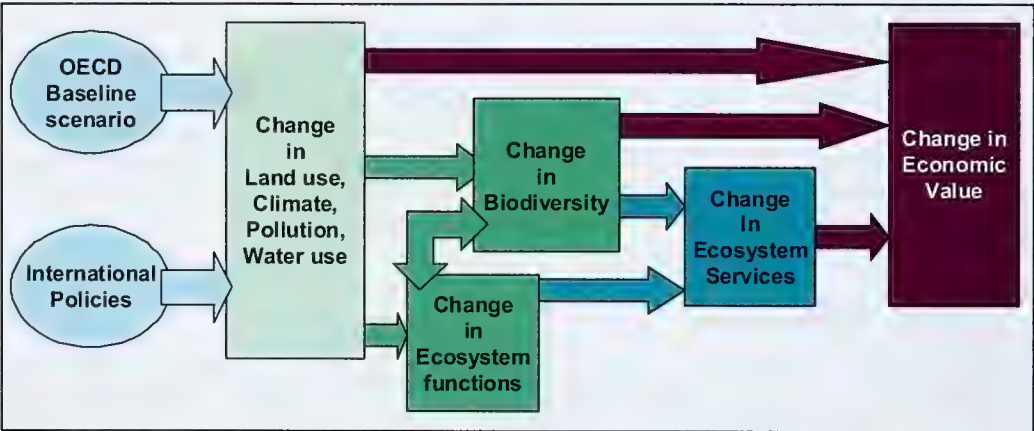 OECD
Baseline
scenario
International
Policies
Change
in
Land use,
Climate,
Pollution,
Water use
Change
in
Biodiversity
Change
in
Ecosystem
functions
Change
In
Ecosystem
Services
Change in
Economic
Value